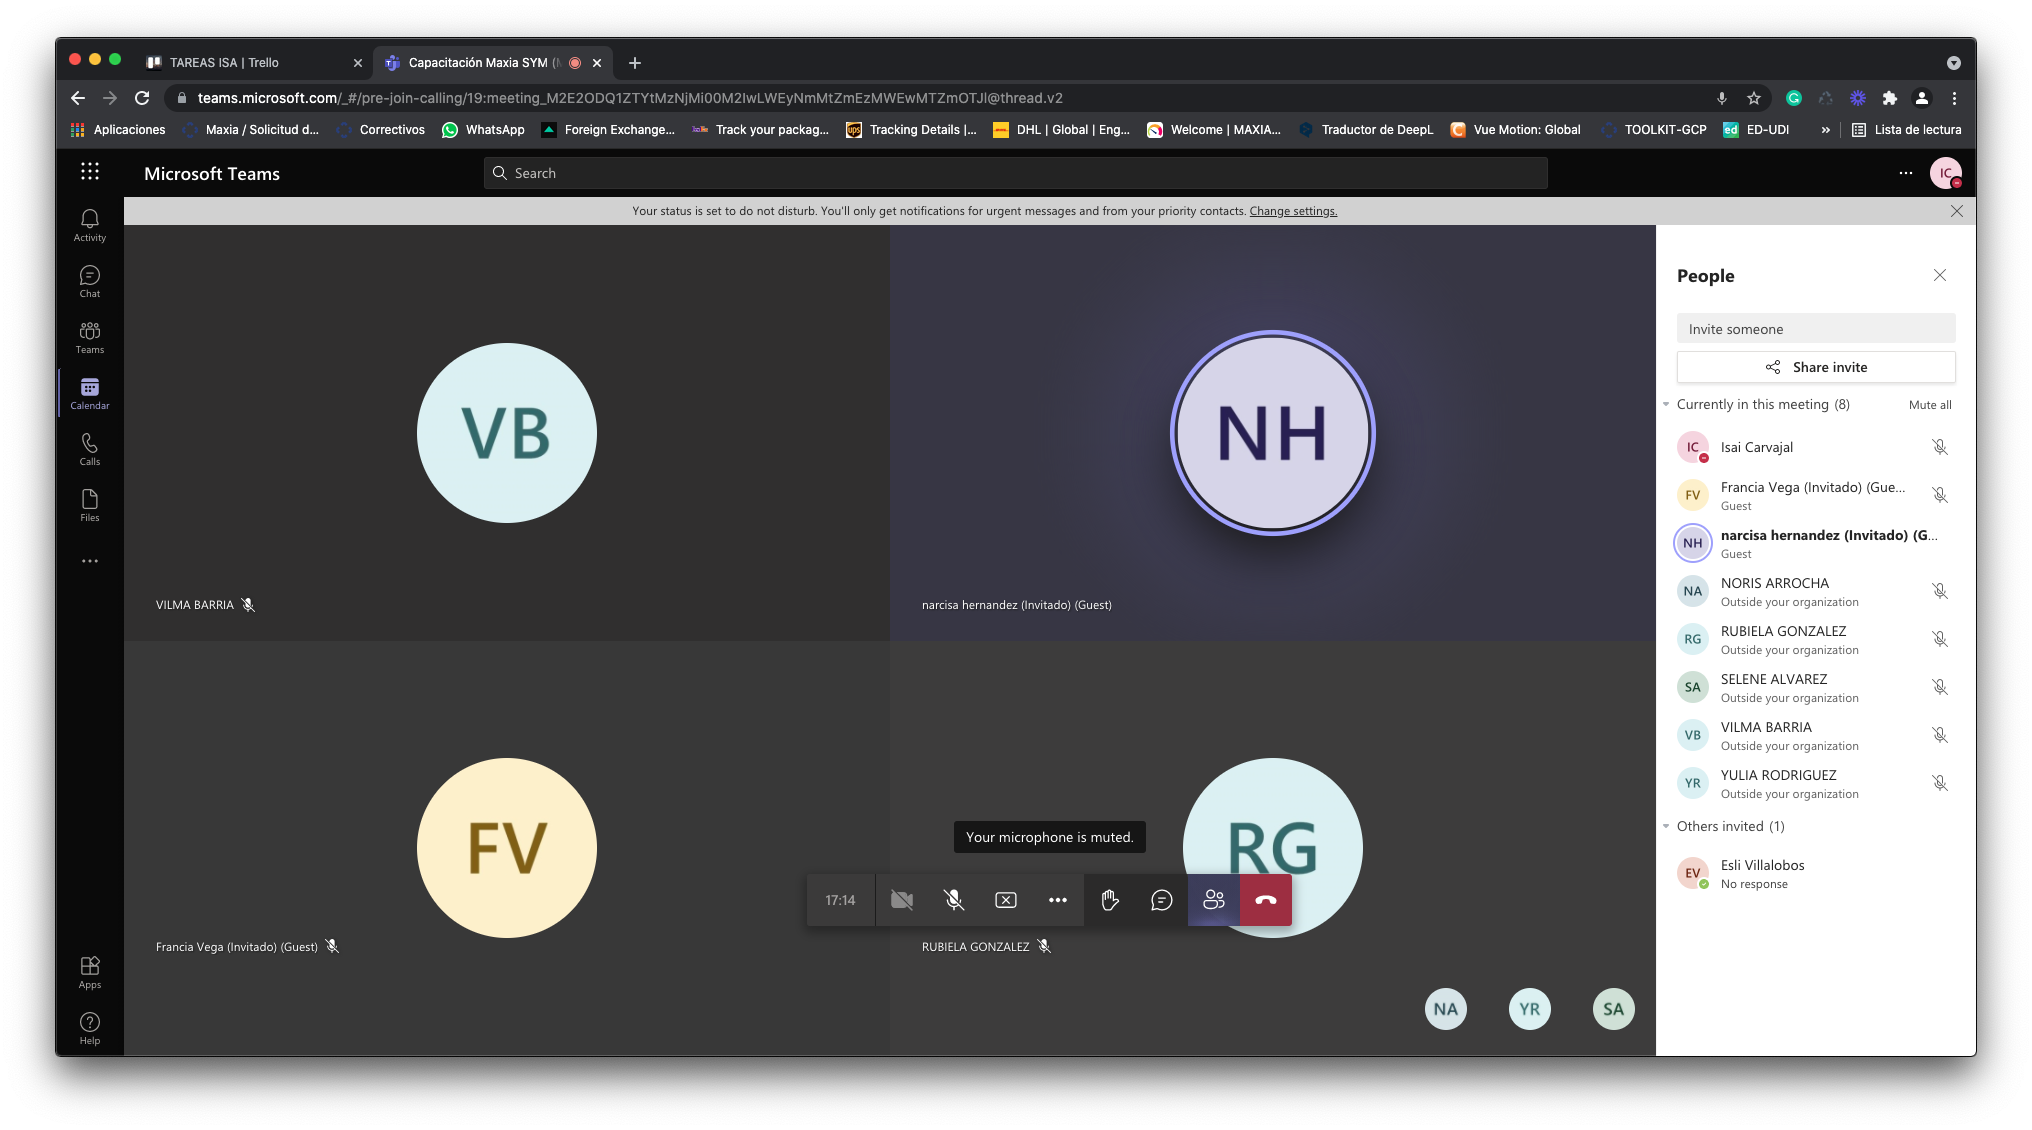 TAREAS ISA | Trello
Capacitación Maxia SYM (
teams.microsoft.com/_#/pre-join-calling/19:meeting_M2E2ODQ1ZTYtMzNjMi00M2IwLWEyNmMtZmEzMWEwMTZmOTJl@thread.v2
Aplicaciones
Maxia / Solicitud d...
Correctivos
WhatsApp
Foreign Exchange...
Track your packag...
Tracking Details |...
DHL | Global | Eng...
Welcome | MAXIA...
Traductor de DeepL
Vue Motion: Global
TOOLKIT-GCP
ed ED-UDI
»
Lista de lectura
Microsoft Teams
Search
IC
Your status is set to do not disturb. You'll only get notifications for urgent messages and from your priority contacts. Change settings.
Activity
Chat
Teams
Calendar
Calls
Files
Apps
Help
VB
VILMA BARRIA
NH
narcisa hernandez (Invitado) (Guest)
FV
Francia Vega (Invitado) (Guest)
RG
RUBIELA GONZALEZ
Your microphone is muted.
17:14
NA
YR
SA
People
Invite someone
Share invite
Currently in this meeting (8)
Mute all
IC
Isai Carvajal
FV
Francia Vega (Invitado) (Gue...
Guest
NH
narcisa hernandez (Invitado) (G...
Guest
NA
NORIS ARROCHA
Outside your organization
RG
RUBIELA GONZALEZ
Outside your organization
SA
SELENE ALVAREZ
Outside your organization
VB
VILMA BARRIA
Outside your organization
YR
YULIA RODRIGUEZ
Outside your organization
Others invited (1)
EV
Esli Villalobos
No response